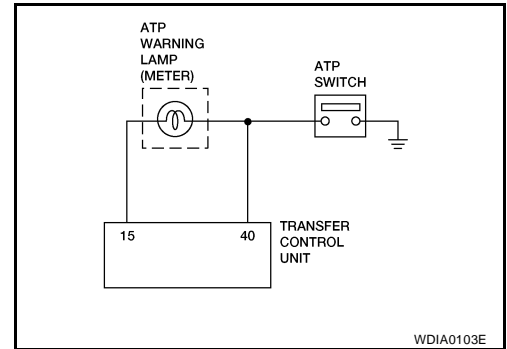 ATP
WARNING
LAMP
(METER)
ATP
SWITCH
15
40
TRANSFER
CONTROL
UNIT
WDIA0103E